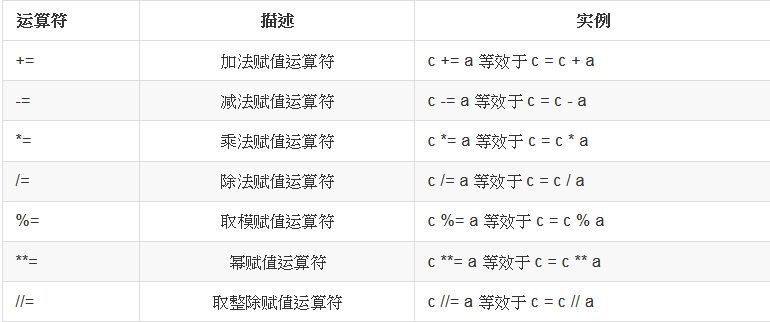 运算符 描述 实例
+= 加法赋值运算符 c += a 等效于 c = c + a
-= 减法赋值运算符 c -= a 等效于 c = c - a
*= 乘法赋值运算符 c *= a 等效于 c = c * a
/= 除法赋值运算符 c /= a 等效于 c = c / a
%= 取模赋值运算符 c %= a 等效于 c = c % a
**= 幂赋值运算符 c **= a 等效于 c = c ** a
//= 取整除赋值运算符 c //= a 等效于 c = c // a